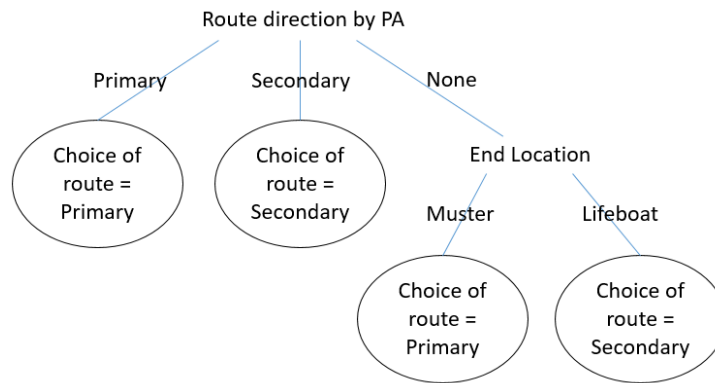 Route direction by PA
Primary
Secondary
None
Choice of
route =
Primary
Choice of
route =
Secondary
End Location
Muster
Lifeboat
Choice of
route =
Primary
Choice of
route =
Secondary